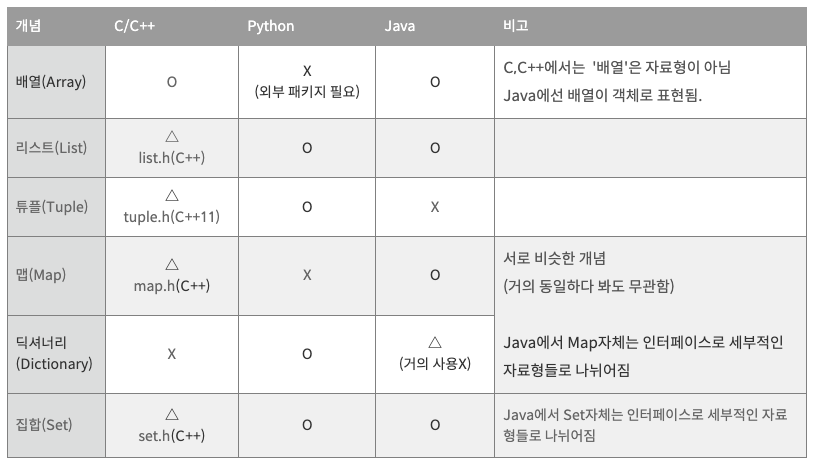 개념 C/C++ Python Java 비고
배열(Array) O X O C,C++에서는 '배열'은 자료형이 아님
(외부 패키지 필요) Java에선 배열이 객체로 표현됨.
리스트(List) △ O O
list.h(C++)
튜플(Tuple) △ O X
tuple.h(C++11)
맵(Map) △ X O 서로 비슷한 개념
map.h(C++) (거의 동일하다 봐도 무관함)
딕셔너리 X O △ Java에서 Map자체는 인터페이스로 세부적인
(Dictionary) (거의 사용X) 자료형들로 나뉘어짐
집합(Set) △ O O Java에서 Set자체는 인터페이스로 세부적인 자료
set.h(C++) 형들로 나뉘어짐